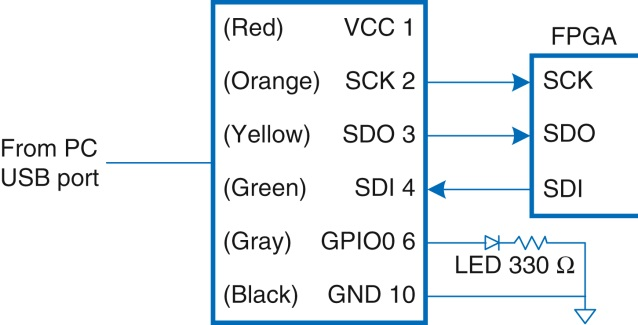 (Red) VCC 1
FPGA
(Orange) SCK 2
SCK
(Yellow) SDO 3
SDO
From PC
USB port
(Green) SDI 4
SDI
(Gray) GPIO0 6
LED 330 Ω
(Black) GND 10